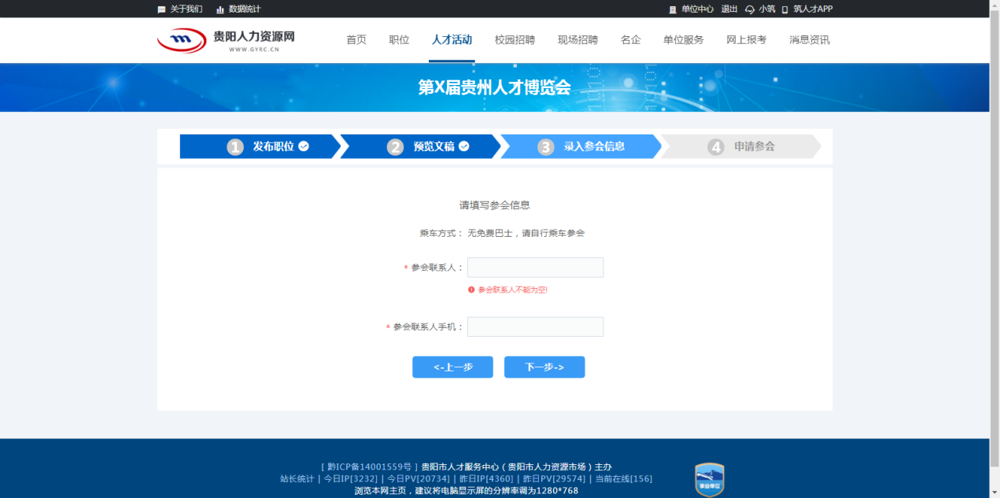 关于我们 数据统计 单位中心 退出 小筑 筑人才APP
贵阳人力资源网
WWW.GYRC.CN
首页 职位 人才活动 校园招聘 现场招聘 名企 单位服务 网上报考 消息资讯
第X届贵州人才博览会
1 发布职位 2 预览文稿 3 录入参会信息 4 申请参会
请填写参会信息
乘车方式： 无免费巴士，请自行乘车参会
* 参会联系人：
参会联系人不能为空!
* 参会联系人手机：
<-上一步 下一步->
[ 黔ICP备14001559号 ] 贵阳市人才服务中心（贵阳市人力资源市场）主办
站长统计 | 今日IP[3232] | 今日PV[20734] | 昨日IP[4360] | 昨日PV[29574] | 当前在线[156]
浏览本网主页，建议将电脑显示屏的分辨率调为1280*768
事业单位